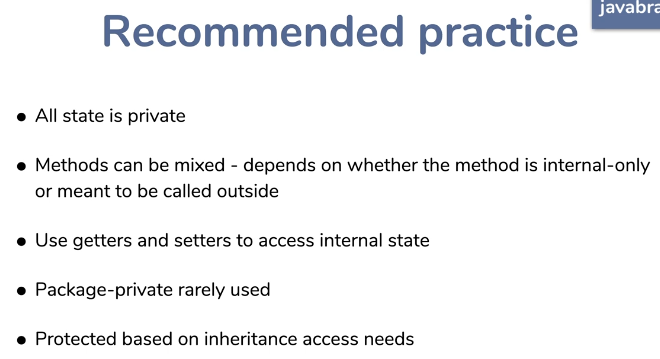 javabra
Recommended practice
● All state is private
● Methods can be mixed - depends on whether the method is internal-only
or meant to be called outside
● Use getters and setters to access internal state
● Package-private rarely used
● Protected based on inheritance access needs